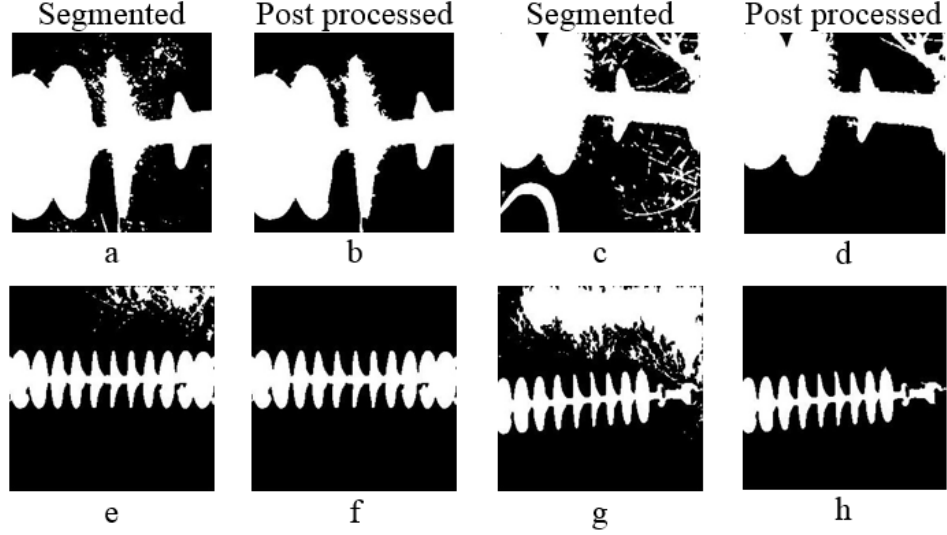 Segmented Post processed Segmented Post processed
a b c d
e f g h